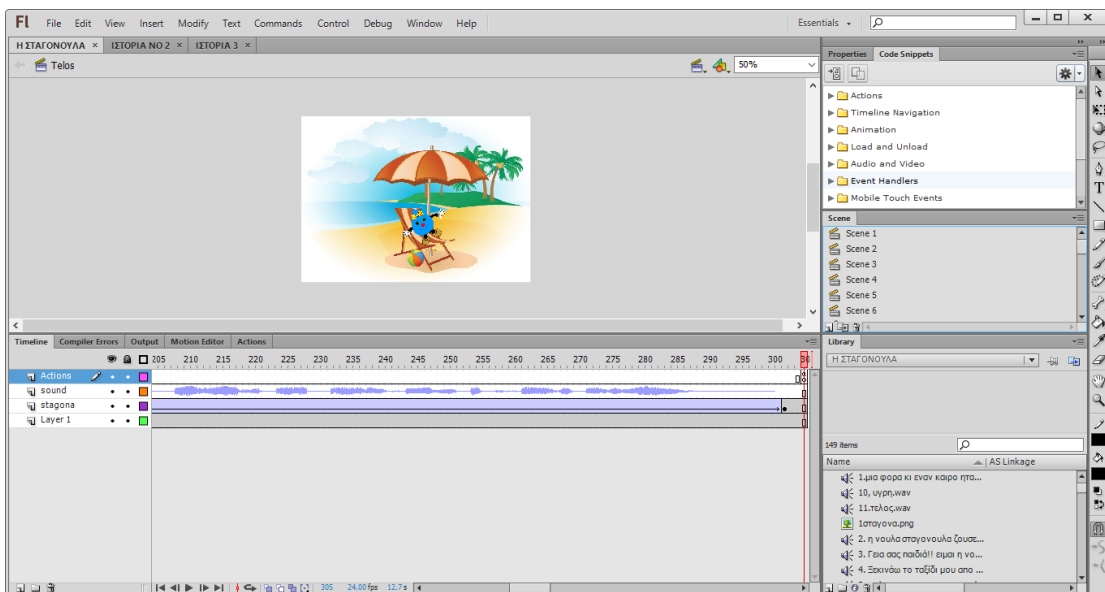 Fl File Edit View Insert Modify Text Commands Control Debug Window Help Essentials
Η ΣΤΑΓΟΝΟΥΛΑ × ΙΣΤΟΡΙΑ ΝΟ 2 × ΙΣΤΟΡΙΑ 3 ×
Telos 50%
Properties Code Snippets
Actions
Timeline Navigation
Animation
Load and Unload
Audio and Video
Event Handlers
Mobile Touch Events
Scene
Scene 1
Scene 2
Scene 3
Scene 4
Scene 5
Scene 6
Timeline Compiler Errors Output Motion Editor Actions
205 210 215 220 225 230 235 240 245 250 255 260 265 270 275 280 285 290 295 300
Actions
sound
stagona
Layer 1
305 24.00 fps 12.7 s
Library
Η ΣΤΑΓΟΝΟΥΛΑ
149 items
Name AS Linkage
1.μια φορα κι εναν καιρο ητα...
10, υγρη.wav
11.τελος.wav
1σταγονα.png
2. η νουλα σταγονουλα ζουσε...
3. Γεια σας παιδιά!! ειμαι η νο...
4. Ξεκινάω το ταξίδι μου απο ...